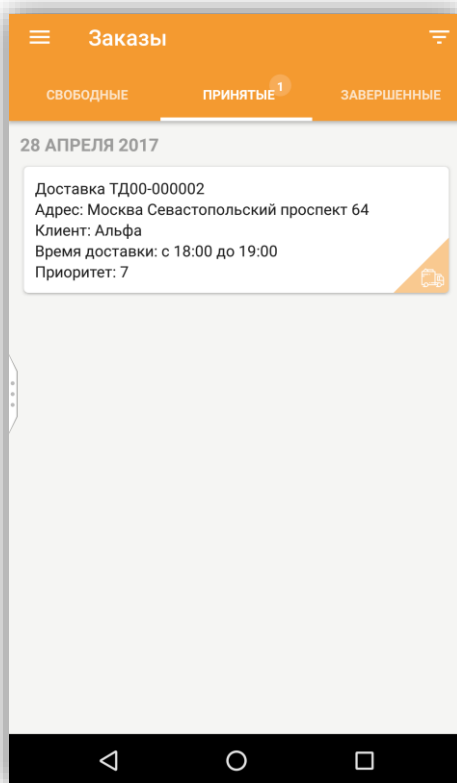 Заказы
СВОБОДНЫЕ
ПРИНЯТЫЕ 1
ЗАВЕРШЕННЫЕ
28 АПРЕЛЯ 2017
Доставка ТД00-000002
Адрес: Москва Севастопольский проспект 64
Клиент: Альфа
Время доставки: с 18:00 до 19:00
Приоритет: 7